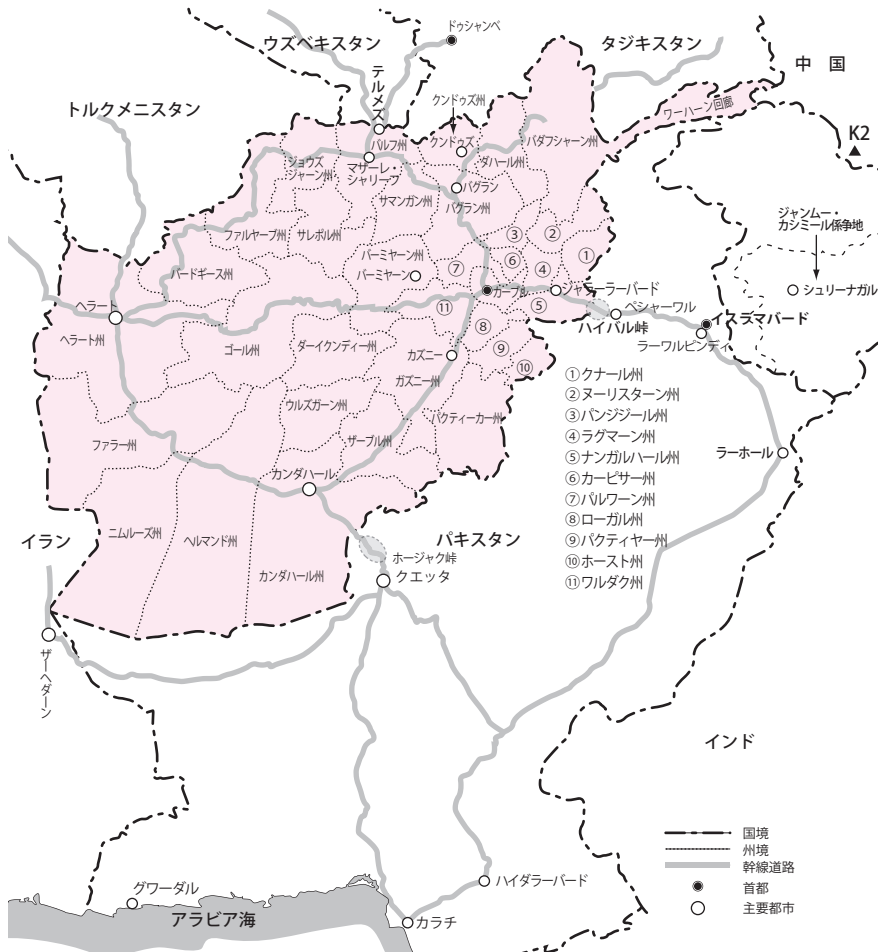 ドゥシャンベ
ウズベキスタン
タジキスタン
中 国
テルメズ
クンドゥズ州
トルクメニスタン
ワーハーン回廊
K2
バルフ州
クンドゥズ
バダフシャーン州
ジョウズ
ジャーン州
マザーレ・
シャリーフ
ダハール州
バグラン
サマンガン州
バグラン州
ジャンムー・
カシミール係争地
ファルヤーブ州
サレポル州
③
②
①
バーミヤーン州
⑥
バードギース州
バーミヤーン
⑦
④
シュリーナガル
カーブル
ジャラーラーバード
ヘラート
⑪
⑤
ペシャーワル
ハイバル峠
イスラマバード
ヘラート州
⑧
ラーワルピンディ
ゴール州
ダーイクンディー州
カズニー
⑨
⑩
ガズニー州
①クナール州
②ヌーリスターン州
③パンジジール州
④ラグマーン州
⑤ナンガルハール州
⑥カーピサー州
⑦パルワーン州
⑧ローガル州
⑨パクティヤー州
⑩ホースト州
⑪ワルダク州
ウルズガーン州
パクティーカー州
ファラー州
ザーブル州
ラーホール
カンダハール
ニムルーズ州
ヘルマンド州
イラン
パキスタン
ホージャク峠
カンダハール州
クエッタ
ザーヘダーン
インド
国境
州境
幹線道路
首都
主要都市
ハイダラーバード
グワーダル
アラビア海
カラチ